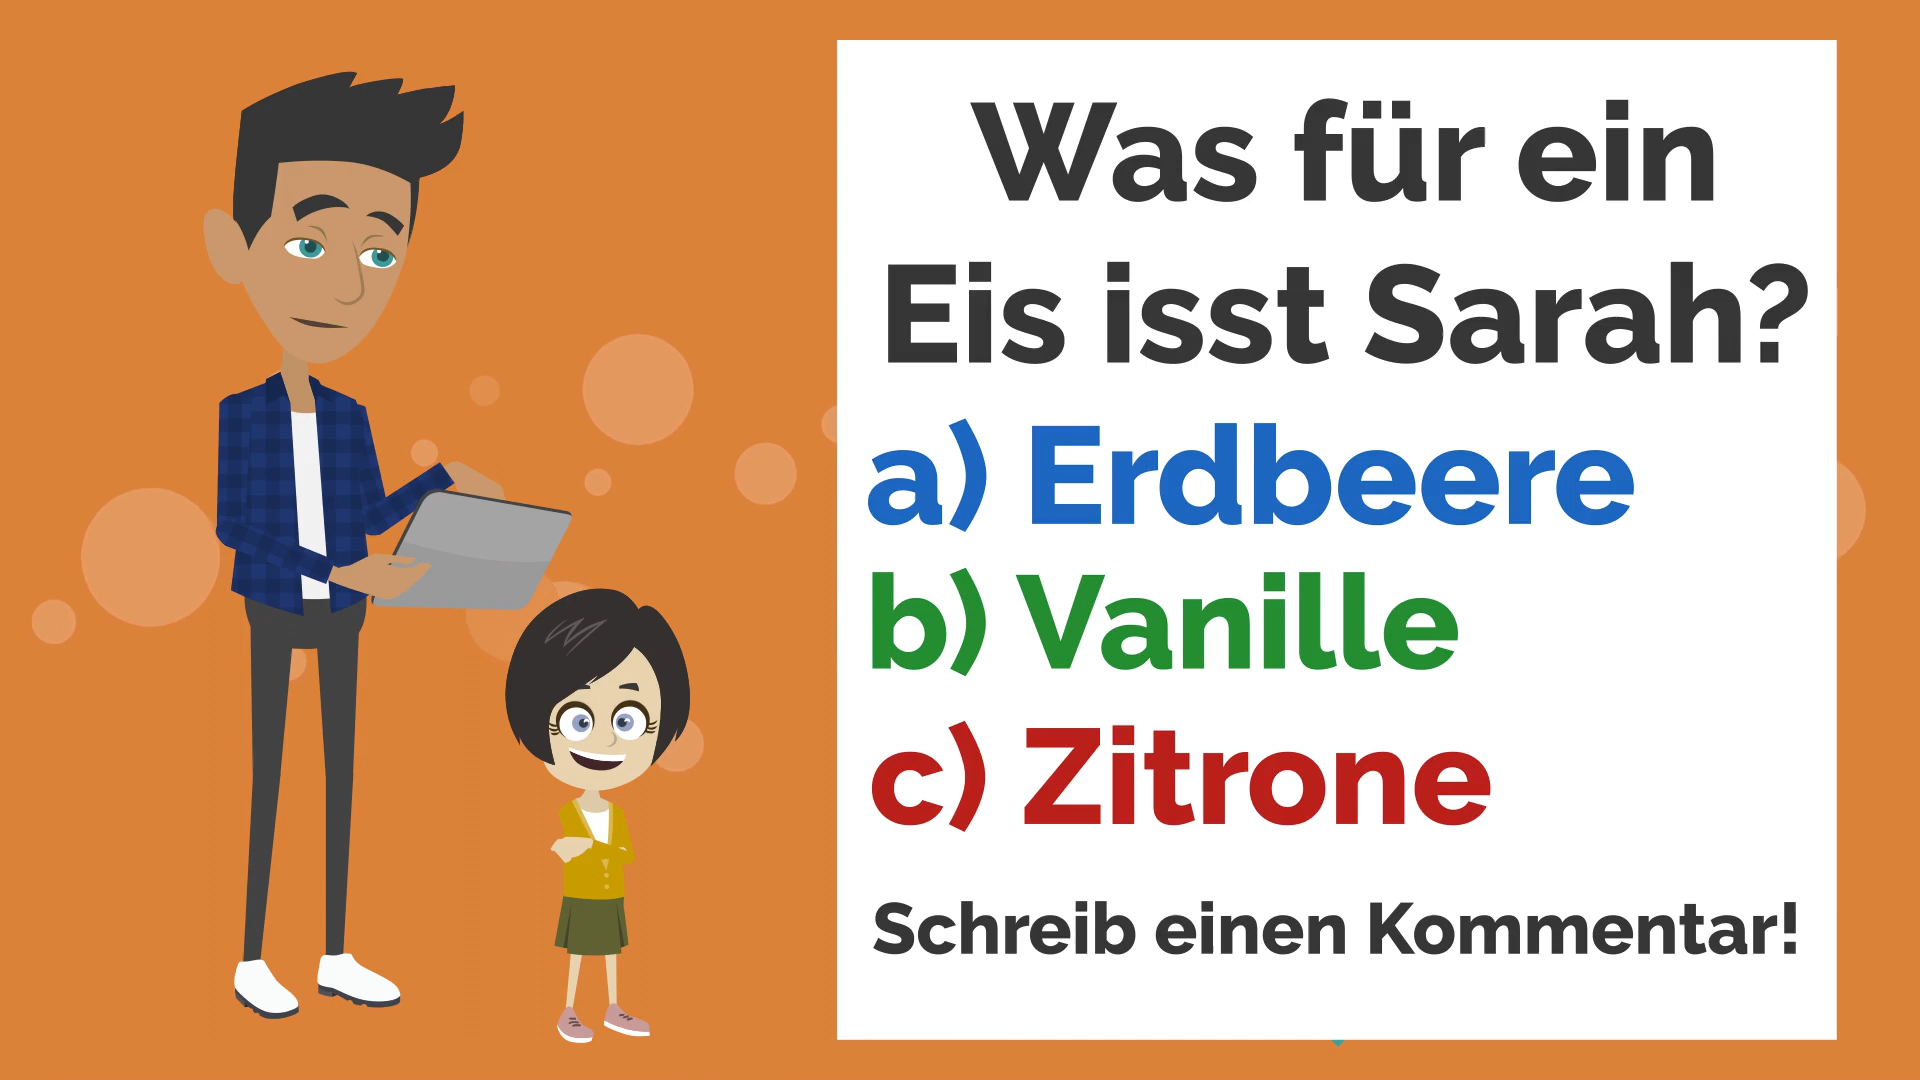 Was für ein
Eis isst Sarah?
a) Erdbeere
b) Vanille
c) Zitrone
Schreib einen Kommentar!